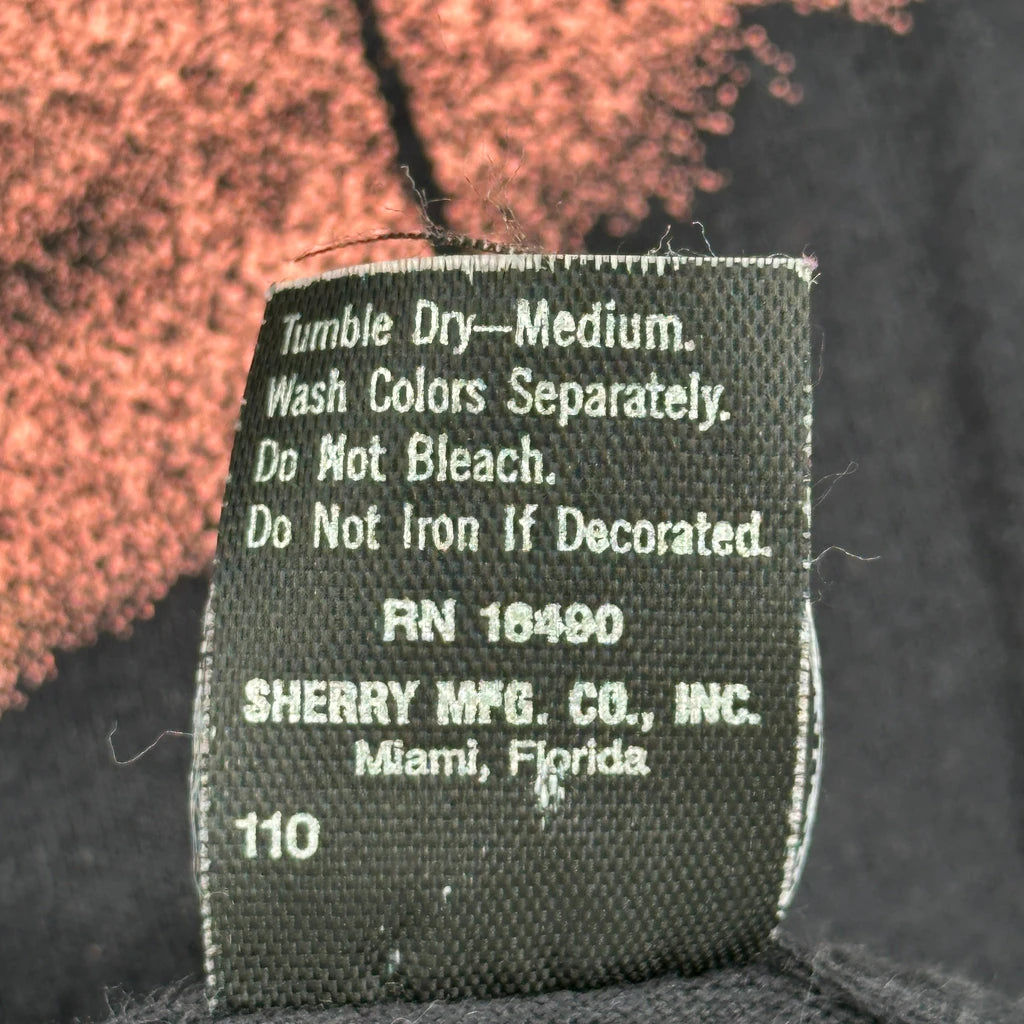 Tumble Dry—Medium.
Wash Colors Separately.
Do Not Bleach.
Do Not Iron If Decorated.
RN 16490
SHERRY MFG. CO., INC.
Miami, Florida
110